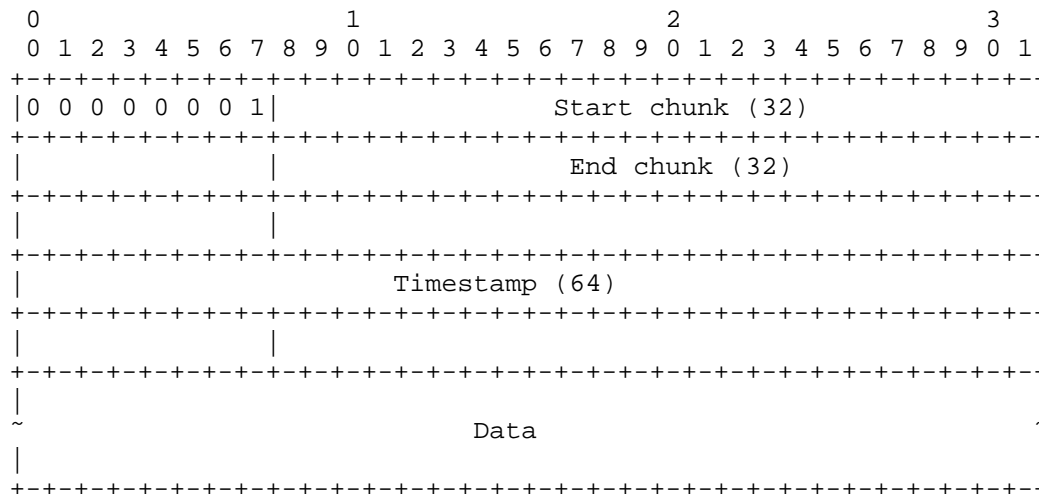 0                   1                   2                   3
 0 1 2 3 4 5 6 7 8 9 0 1 2 3 4 5 6 7 8 9 0 1 2 3 4 5 6 7 8 9 0 1
+-+-+-+-+-+-+-+-+-+-+-+-+-+-+-+-+-+-+-+-+-+-+-+-+-+-+-+-+-+-+-+--
|0 0 0 0 0 0 0 1|                 Start chunk (32)
+-+-+-+-+-+-+-+-+-+-+-+-+-+-+-+-+-+-+-+-+-+-+-+-+-+-+-+-+-+-+-+--
|               |                  End chunk (32)
+-+-+-+-+-+-+-+-+-+-+-+-+-+-+-+-+-+-+-+-+-+-+-+-+-+-+-+-+-+-+-+--
|               |
+-+-+-+-+-+-+-+-+-+-+-+-+-+-+-+-+-+-+-+-+-+-+-+-+-+-+-+-+-+-+-+--
|                       Timestamp (64)
+-+-+-+-+-+-+-+-+-+-+-+-+-+-+-+-+-+-+-+-+-+-+-+-+-+-+-+-+-+-+-+--
|               |
+-+-+-+-+-+-+-+-+-+-+-+-+-+-+-+-+-+-+-+-+-+-+-+-+-+-+-+-+-+-+-+--
|
~                            Data                               ~
|
+-+-+-+-+-+-+-+-+-+-+-+-+-+-+-+-+-+-+-+-+-+-+-+-+-+-+-+-+-+-+-+--